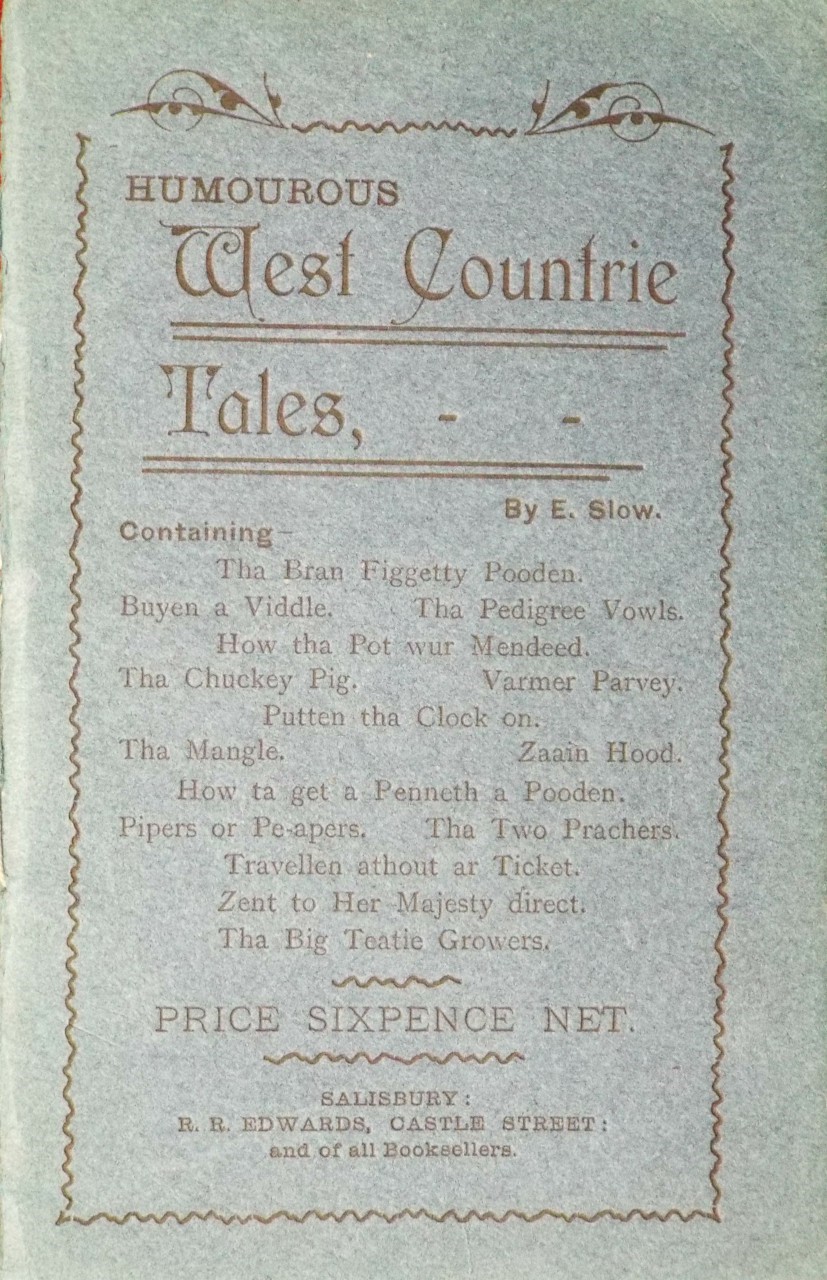 HUMOUROUS
West Countrie
Tales, - -
By E. Slow.
Containing—
Tha Bran Figgetty Pooden.
Buyen a Viddle. Tha Pedigree Vowls.
How tha Pot wur Mendeed.
Tha Chuckey Pig. Varmer Parvey.
Putten tha Clock on.
Tha Mangle. Zaain Hood.
How ta get a Penneth a Pooden.
Pipers or Pe-apers. Tha Two Prachers.
Travellen athout ar Ticket.
Zent to Her Majesty direct.
Tha Big Teatie Growers.
PRICE SIXPENCE NET.
SALISBURY:
R. R. EDWARDS, CASTLE STREET:
and of all Booksellers.